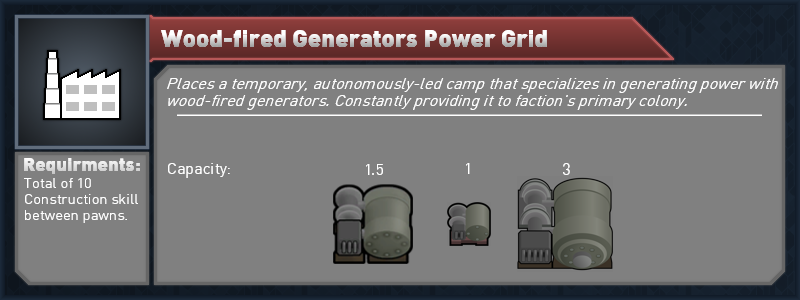 Wood-fired Generators Power Grid
Places a temporary, autonomously-led camp that specializes in generating power with
wood-fired generators. Constantly providing it to faction's primary colony.
Requirments:
Total of 10
Construction skill
between pawns.
Capacity:
1.5
1
3